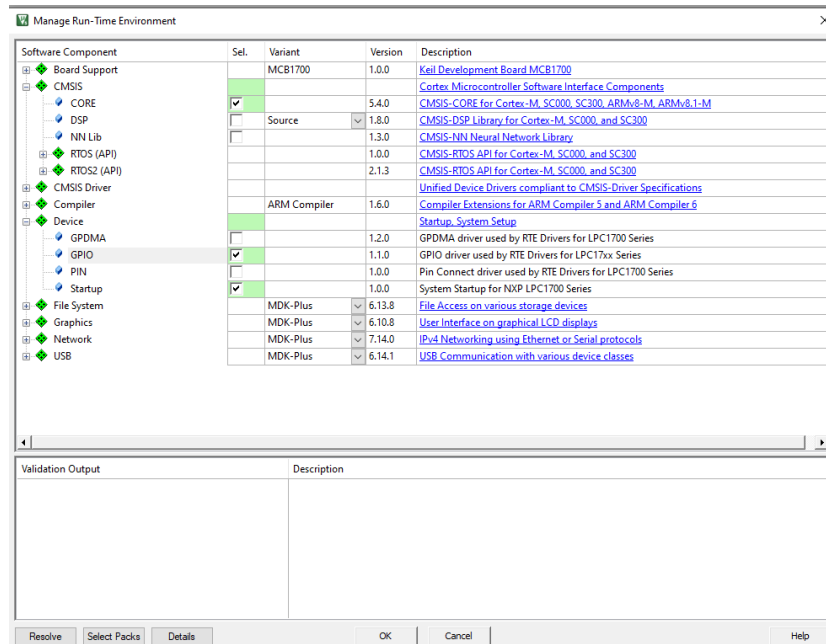 Manage Run-Time Environment
Software Component Sel. Variant Version Description
Board Support MCB1700 1.0.0 Keil Development Board MCB1700
CMSIS Cortex Microcontroller Software Interface Components
CORE 5.4.0 CMSIS-CORE for Cortex-M, SC000, SC300, ARMv8-M, ARMv8.1-M
DSP Source 1.8.0 CMSIS-DSP Library for Cortex-M, SC000, and SC300
NN Lib 1.3.0 CMSIS-NN Neural Network Library
RTOS (API) 1.0.0 CMSIS-RTOS API for Cortex-M, SC000, and SC300
RTOS2 (API) 2.1.3 CMSIS-RTOS API for Cortex-M, SC000, and SC300
CMSIS Driver Unified Device Drivers compliant to CMSIS-Driver Specifications
Compiler ARM Compiler 1.6.0 Compiler Extensions for ARM Compiler 5 and ARM Compiler 6
Device Startup, System Setup
GPDMA 1.2.0 GPDMA driver used by RTE Drivers for LPC1700 Series
GPIO 1.1.0 GPIO driver used by RTE Drivers for LPC17xx Series
PIN 1.0.0 Pin Connect driver used by RTE Drivers for LPC1700 Series
Startup 1.0.0 System Startup for NXP LPC1700 Series
File System MDK-Plus 6.13.8 File Access on various storage devices
Graphics MDK-Plus 6.10.8 User Interface on graphical LCD displays
Network MDK-Plus 7.14.0 IPv4 Networking using Ethernet or Serial protocols
USB MDK-Plus 6.14.1 USB Communication with various device classes
Validation Output Description
Resolve Select Packs Details OK Cancel Help